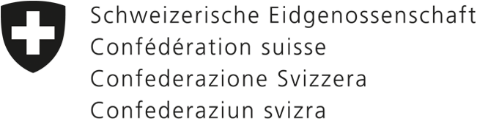 Schweizerische Eidgenossenschaft
Confédération suisse
Confederazione Svizzera
Confederaziun svizra